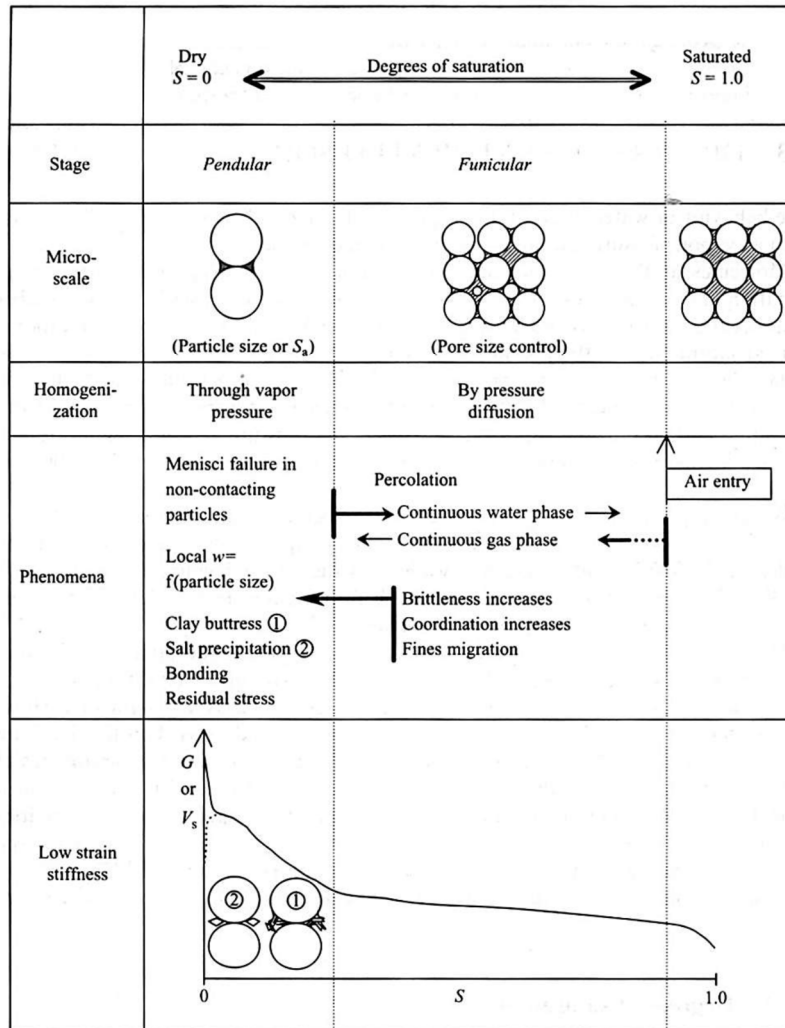 Dry
S = 0
Degrees of saturation
Saturated
S = 1.0
Stage
Pendular
Funicular
Micro-
scale
(Particle size or Sa)
(Pore size control)
Homogeni-
zation
Through vapor
pressure
By pressure
diffusion
Phenomena
Menisci failure in
non-contacting
particles
Local w=
f(particle size)
Clay buttress ①
Salt precipitation ②
Bonding
Residual stress
Percolation
Continuous water phase
Continuous gas phase
Brittleness increases
Coordination increases
Fines migration
Air entry
Low strain
stiffness
G
or
Vs
② ①
0 S 1.0